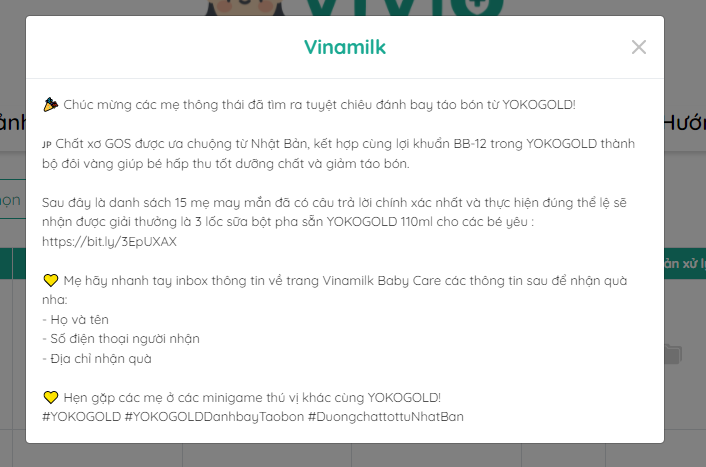 Vinamilk
🎉 Chúc mừng các mẹ thông thái đã tìm ra tuyệt chiêu đánh bay táo bón từ YOKOGOLD!
JP Chất xơ GOS được ưa chuộng từ Nhật Bản, kết hợp cùng lợi khuẩn BB-12 trong YOKOGOLD thành
bộ đôi vàng giúp bé hấp thu tốt dưỡng chất và giảm táo bón.
Sau đây là danh sách 15 mẹ may mắn đã có câu trả lời chính xác nhất và thực hiện đúng thể lệ sẽ
nhận được giải thưởng là 3 lốc sữa bột pha sẵn YOKOGOLD 110ml cho các bé yêu :
https://bit.ly/3EpUXAX
💛 Mẹ hãy nhanh tay inbox thông tin về trang Vinamilk Baby Care các thông tin sau để nhận quà
nha:
- Họ và tên
- Số điện thoại người nhận
- Địa chỉ nhận quà
💛 Hẹn gặp các mẹ ở các minigame thú vị khác cùng YOKOGOLD!
#YOKOGOLD #YOKOGOLDDanhbayTaobon #DuongchattottuNhatBan